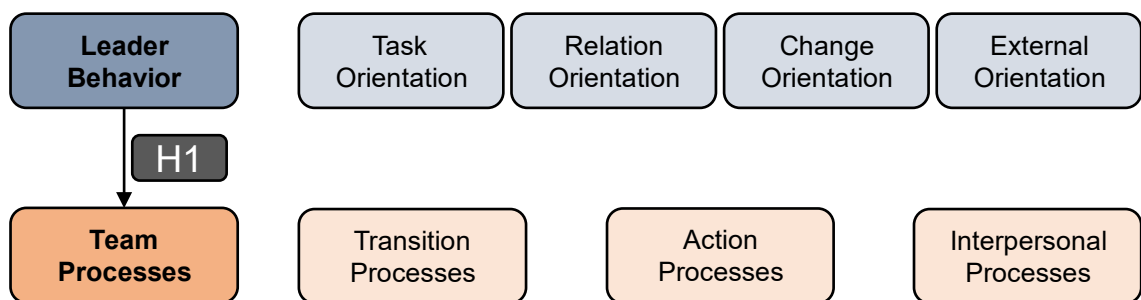 Leader
Behavior
Task
Orientation
Relation
Orientation
Change
Orientation
External
Orientation
H1
Team
Processes
Transition
Processes
Action
Processes
Interpersonal
Processes